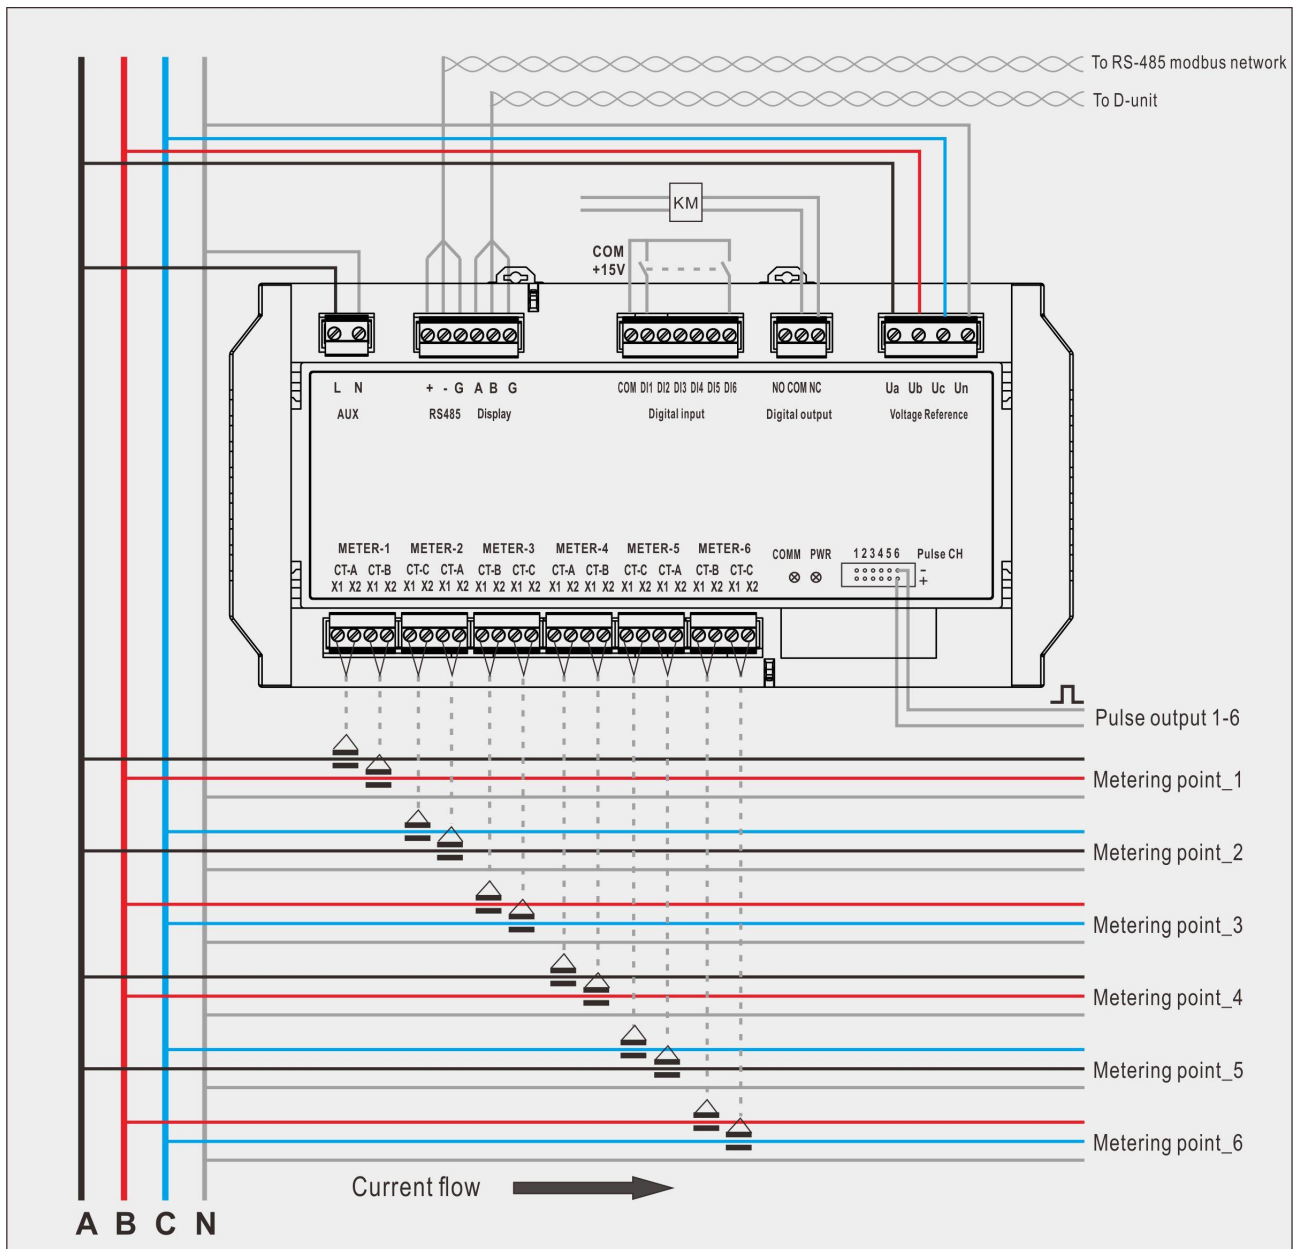 To RS-485 modbus network
To D-unit
KM
COM
+15V
L N
+ - G A B G
COM DI1 DI2 DI3 DI4 DI5 DI6
NO COM NC
Ua Ub Uc Un
AUX
RS485
Display
Digital input
Digital output
Voltage Reference
METER-1 METER-2 METER-3 METER-4 METER-5 METER-6
COMM PWR
1 2 3 4 5 6 Pulse CH
CT-A CT-B CT-C CT-A CT-B CT-C CT-A CT-B CT-C CT-A CT-B CT-C
-
X1 X2 X1 X2 X1 X2 X1 X2 X1 X2 X1 X2 X1 X2 X1 X2 X1 X2 X1 X2 X1 X2 X1 X2
+
Pulse output 1-6
Metering point_1
Metering point_2
Metering point_3
Metering point_4
Metering point_5
Metering point_6
Current flow
A B C N